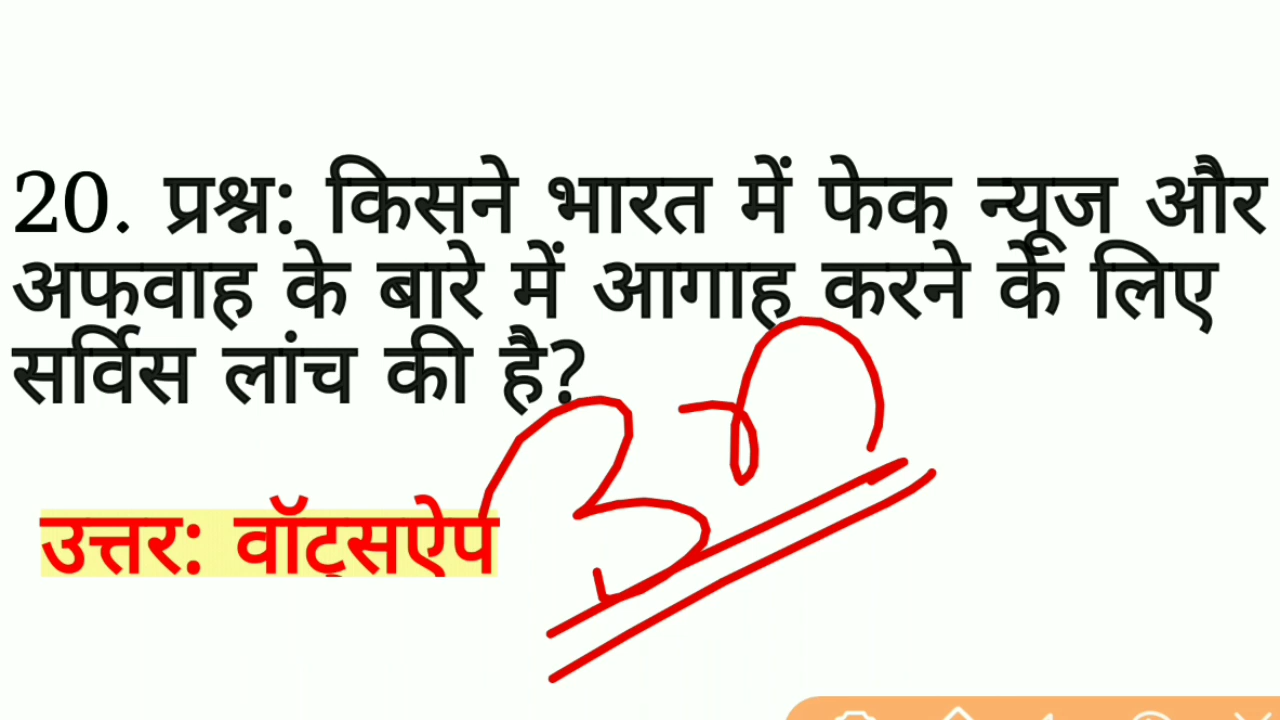 20. प्रश्न: किसने भारत में फेक न्यूज और
अफवाह के बारे में आगाह करने के लिए
सर्विस लांच की है?
उत्तर: वॉट्सऐप